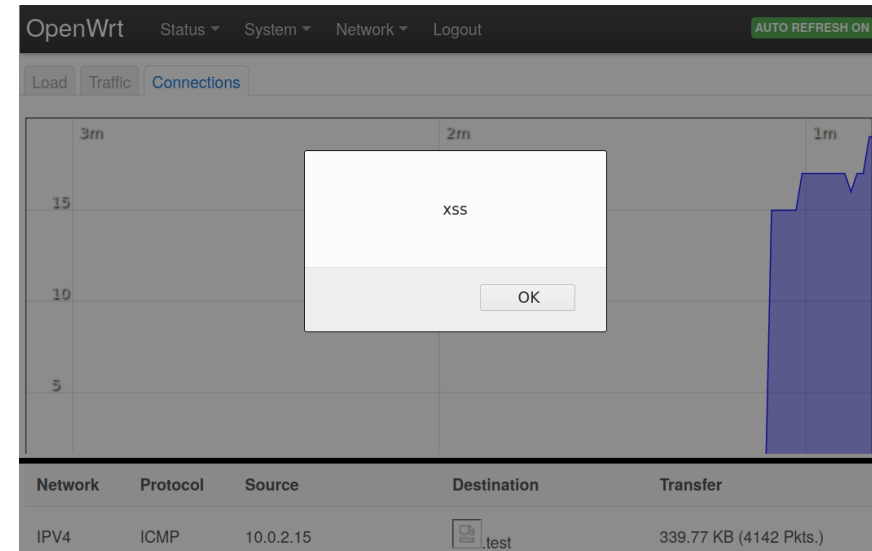 OpenWrt Status System Network Logout AUTO REFRESH ON
Load Traffic Connections
3m 2m 1m
xss
15
OK
10
5
Network Protocol Source Destination Transfer
IPV4 ICMP 10.0.2.15 .test 339.77 KB (4142 Pkts.)